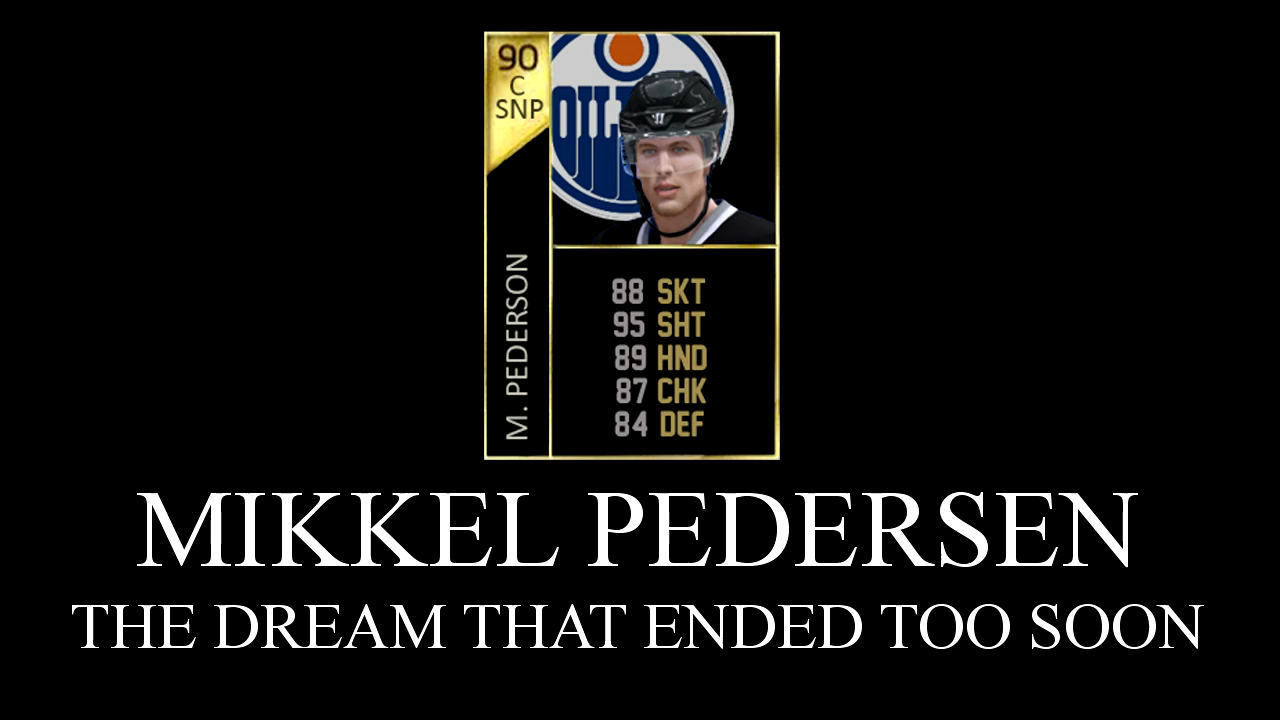 90
C
SNP
OIL
M. PEDERSON
88 SKT
95 SHT
89 HND
87 CHK
84 DEF
MIKKEL PEDERSEN
THE DREAM THAT ENDED TOO SOON